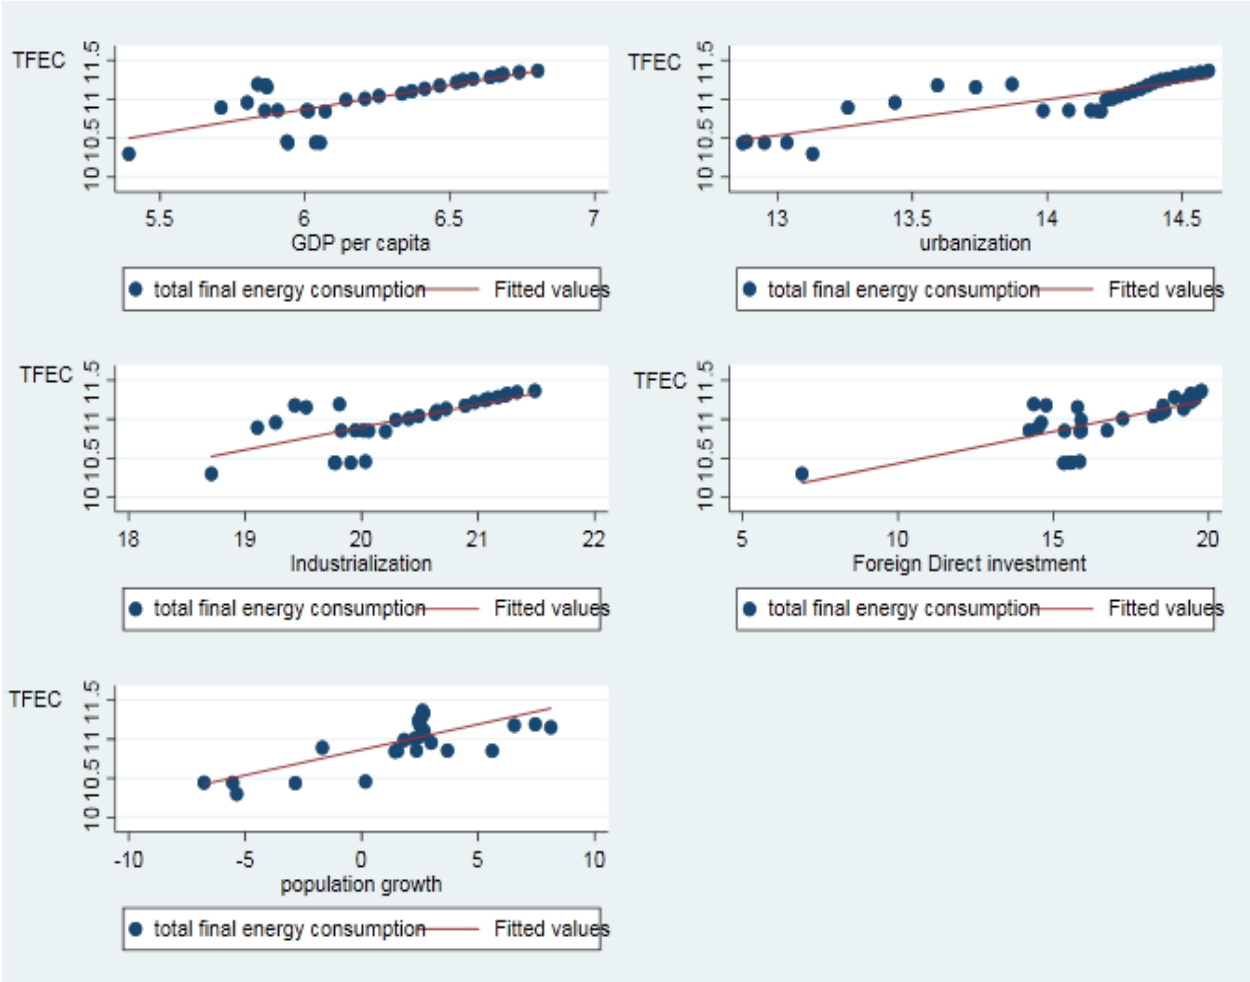 TFEC
10 10.5 11 11.5
5.5 6 6.5 7
GDP per capita
total final energy consumption Fitted values
TFEC
10 10.5 11 11.5
13 13.5 14 14.5
urbanization
total final energy consumption Fitted values
TFEC
10 10.5 11 11.5
18 19 20 21 22
Industrialization
total final energy consumption Fitted values
TFEC
10 10.5 11 11.5
5 10 15 20
Foreign Direct investment
total final energy consumption Fitted values
TFEC
10 10.5 11 11.5
-10 -5 0 5 10
population growth
total final energy consumption Fitted values